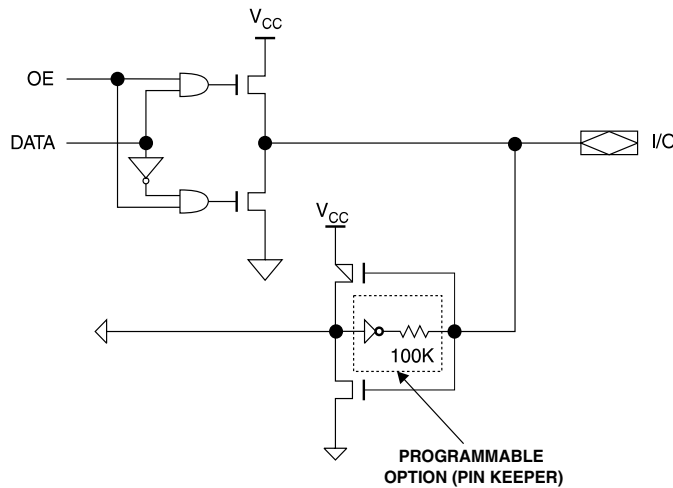 VCC
OE
DATA
I/O
VCC
100K
PROGRAMMABLE
OPTION (PIN KEEPER)